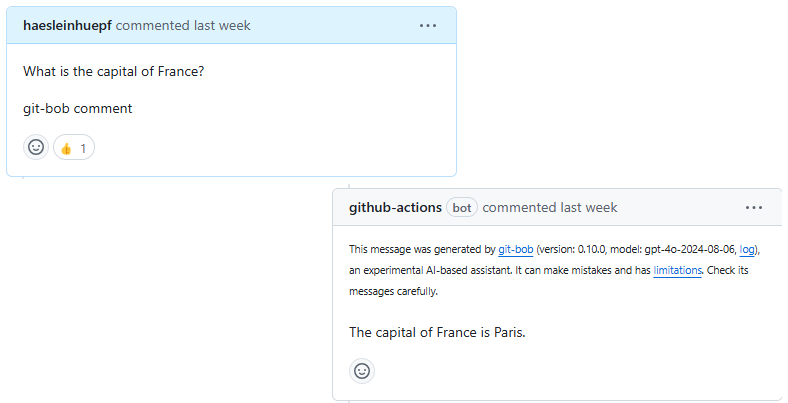 haesleinhuepf commented last week
What is the capital of France?
git-bob comment
1
github-actions bot commented last week
This message was generated by git-bob (version: 0.10.0, model: gpt-4o-2024-08-06, log),
an experimental AI-based assistant. It can make mistakes and has limitations. Check its
messages carefully.
The capital of France is Paris.